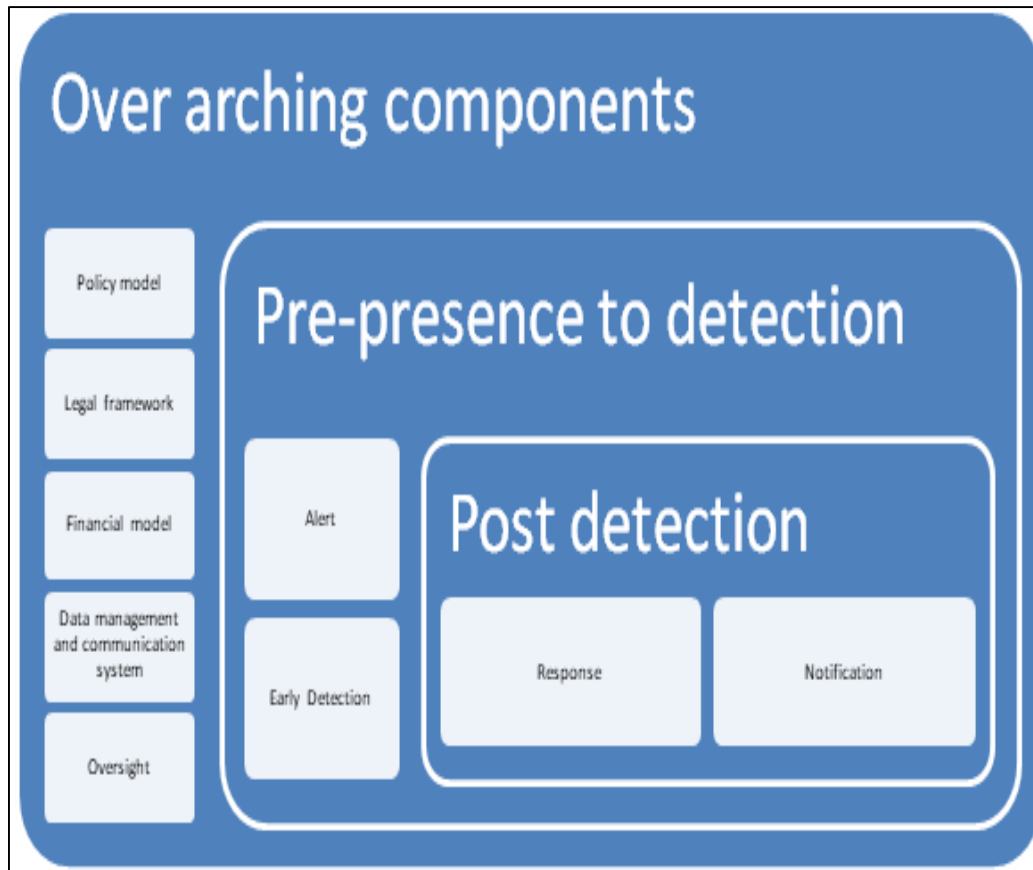 Over arching components
Policy model
Legal framework
Financial model
Data management
and communication
system
Oversight
Pre-presence to detection
Alert
Early Detection
Post detection
Response
Notification